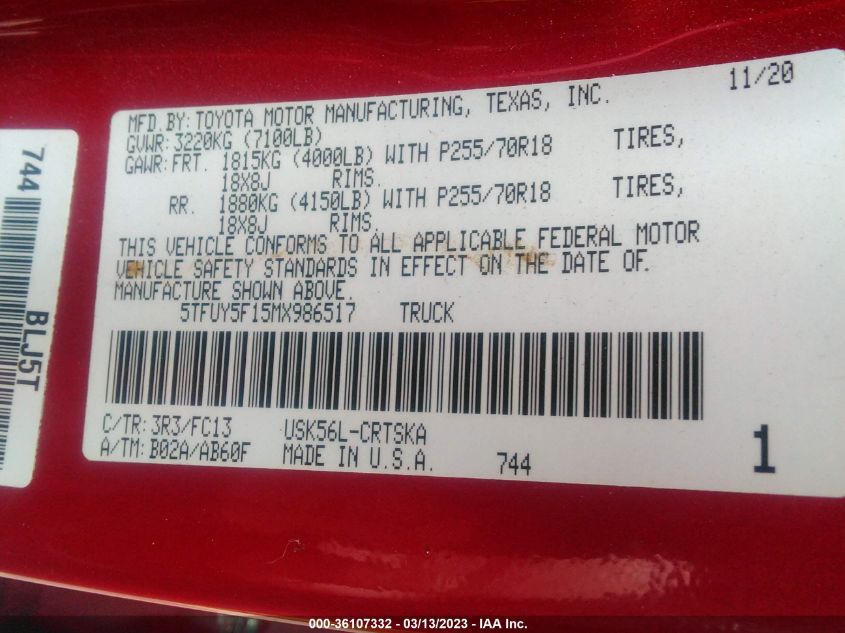 11/20
MFD.BY:TOYOTA MOTOR MANUFACTURING, TEXAS, INC.
GVWR:3220KG (7100LB)
GAWR:FRT. 1815KG (4000LB) WITH P255/70R18 TIRES,
18X8J RIMS.
RR. 1880KG (4150LB) WITH P255/70R18 TIRES,
18X8J RIMS.
THIS VEHICLE CONFORMS TO ALL APPLICABLE FEDERAL MOTOR
VEHICLE SAFETY STANDARDS IN EFFECT ON THE DATE OF
MANUFACTURE SHOWN ABOVE.
5TFUY5F15MX986517 TRUCK
C/TR:3R3/FC13 USK56L-CRTSKA
A/TM:B02A/AB60F MADE IN U.S.A. 744 1
744
BLJ5T
000-36107332 - 03/13/2023 - IAA Inc.